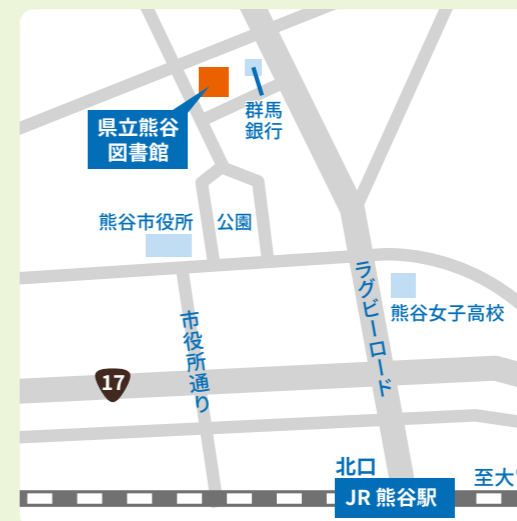 群馬
銀行
県立熊谷
図書館
熊谷市役所
公園
ラグビーロード
熊谷女子高校
市役所通り
17
北口
至大
JR 熊谷駅